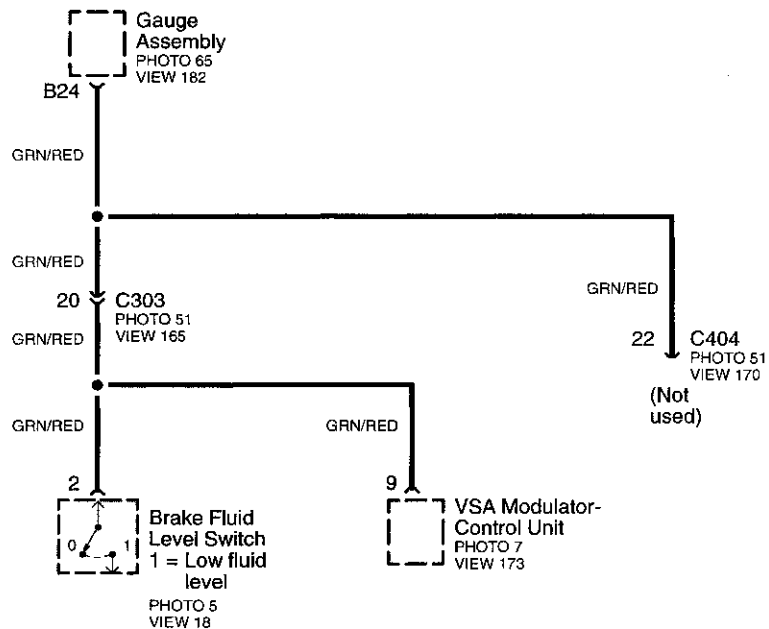 Gauge
Assembly
PHOTO 65
VIEW 182
B24
GRN/RED
GRN/RED
20
C303
PHOTO 51
VIEW 165
GRN/RED
GRN/RED
22
C404
PHOTO 51
VIEW 170
(Not
used)
GRN/RED
GRN/RED
2
9
0
1
Brake Fluid
Level Switch
1 = Low fluid
level
PHOTO 5
VIEW 18
VSA Modulator-
Control Unit
PHOTO 7
VIEW 173